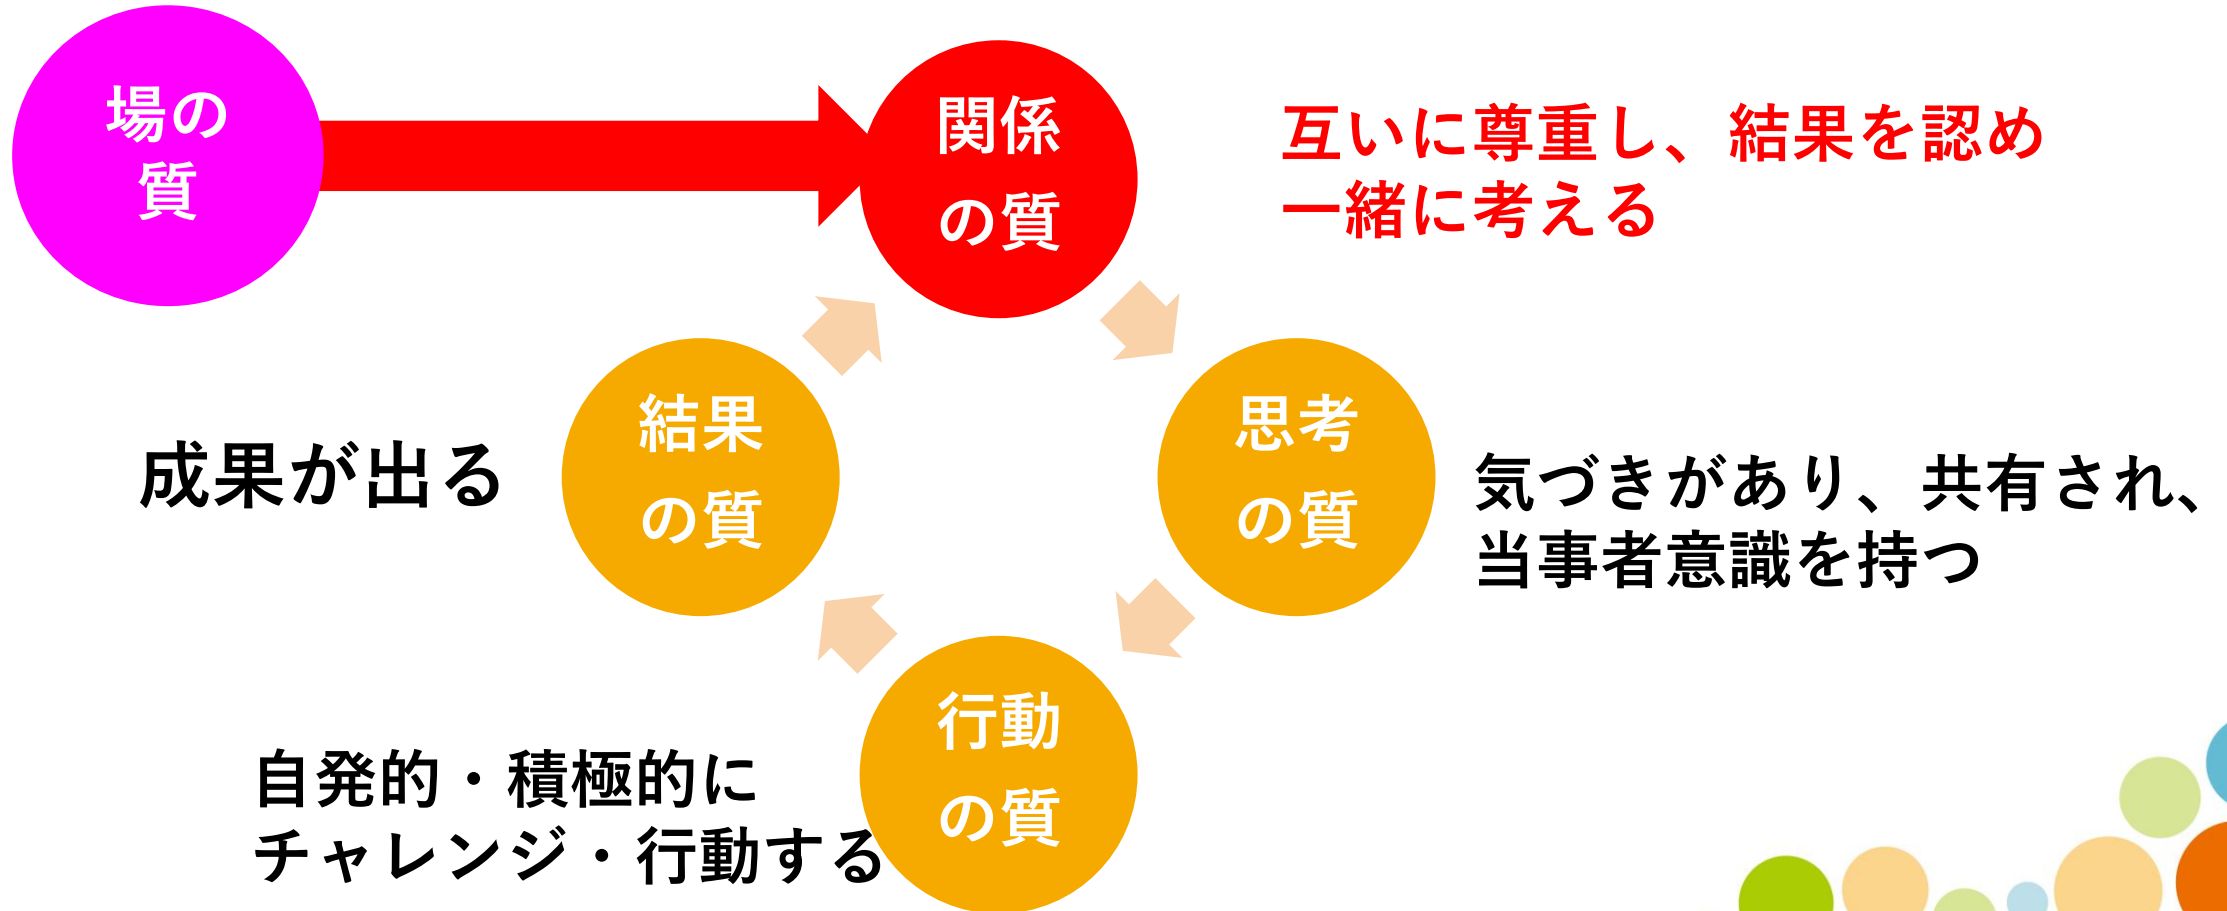 場の
質
関係
の質
互いに尊重し、結果を認め
一緒に考える
思考
の質
気づきがあり、共有され、
当事者意識を持つ
行動
の質
自発的・積極的に
チャレンジ・行動する
結果
の質
成果が出る